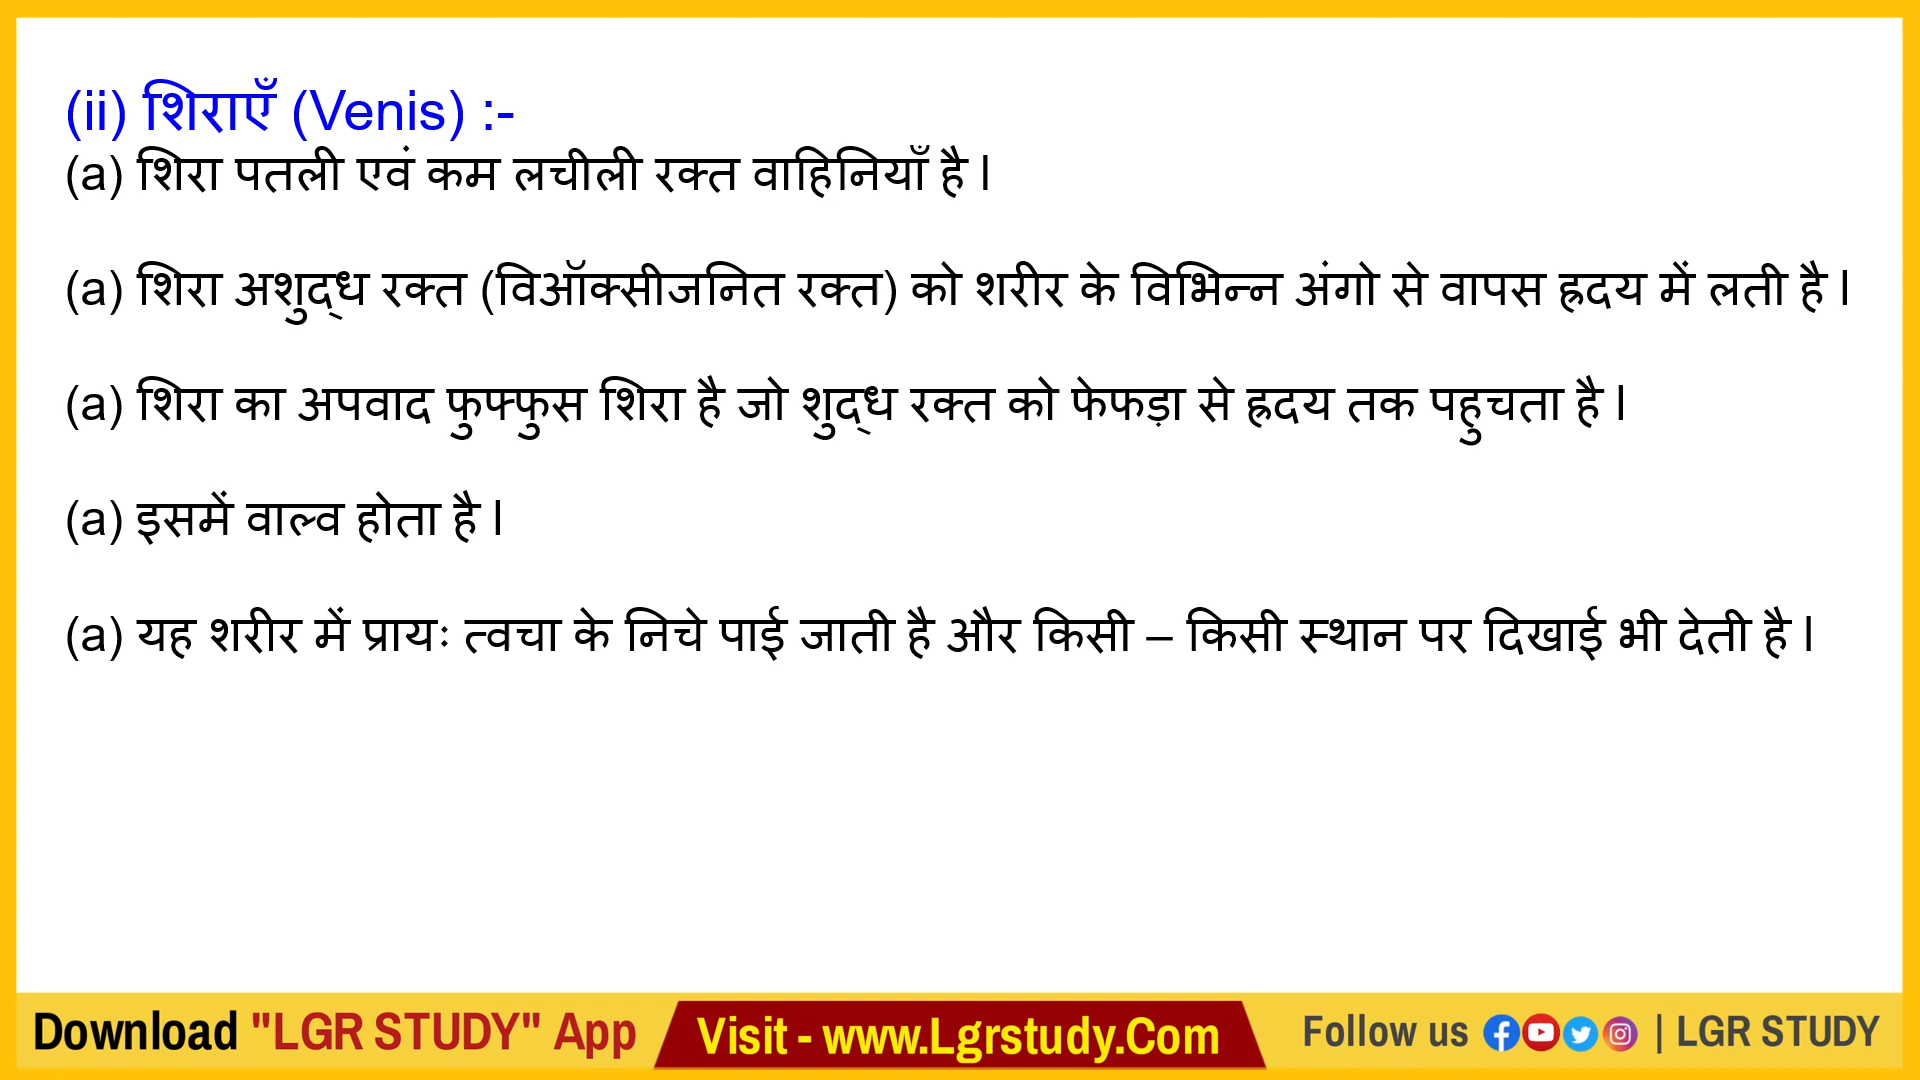 (ii) शिराएँ (Venis) :-
(a) शिरा पतली एवं कम लचीली रक्त वाहिनियाँ है l
(a) शिरा अशुद्ध रक्त (विऑक्सीजनित रक्त) को शरीर के विभिन्न अंगो से वापस ह्रदय में लती है l
(a) शिरा का अपवाद फुफ्फुस शिरा है जो शुद्ध रक्त को फेफड़ा से ह्रदय तक पहुचता है l
(a) इसमें वाल्व होता है l
(a) यह शरीर में प्रायः त्वचा के निचे पाई जाती है और किसी – किसी स्थान पर दिखाई भी देती है l
Download "LGR STUDY" App
Visit - www.Lgrstudy.Com
Follow us | LGR STUDY